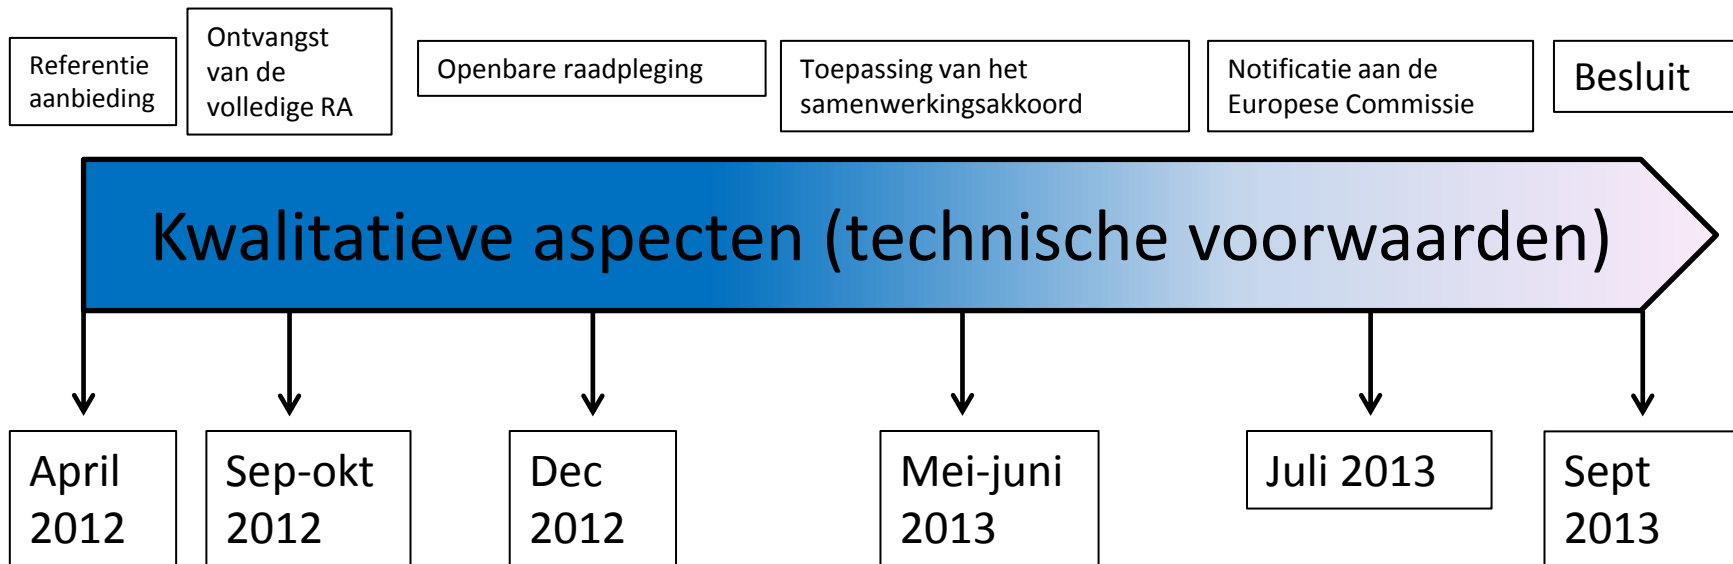 Referentie
aanbieding
Ontvangst
van de
volledige RA
Openbare raadpleging
Toepassing van het
samenwerkingsakkoord
Notificatie aan de
Europese Commissie
Besluit
Kwalitatieve aspecten (technische voorwaarden)
April
2012
Sep-okt
2012
Dec
2012
Mei-juni
2013
Juli 2013
Sept
2013